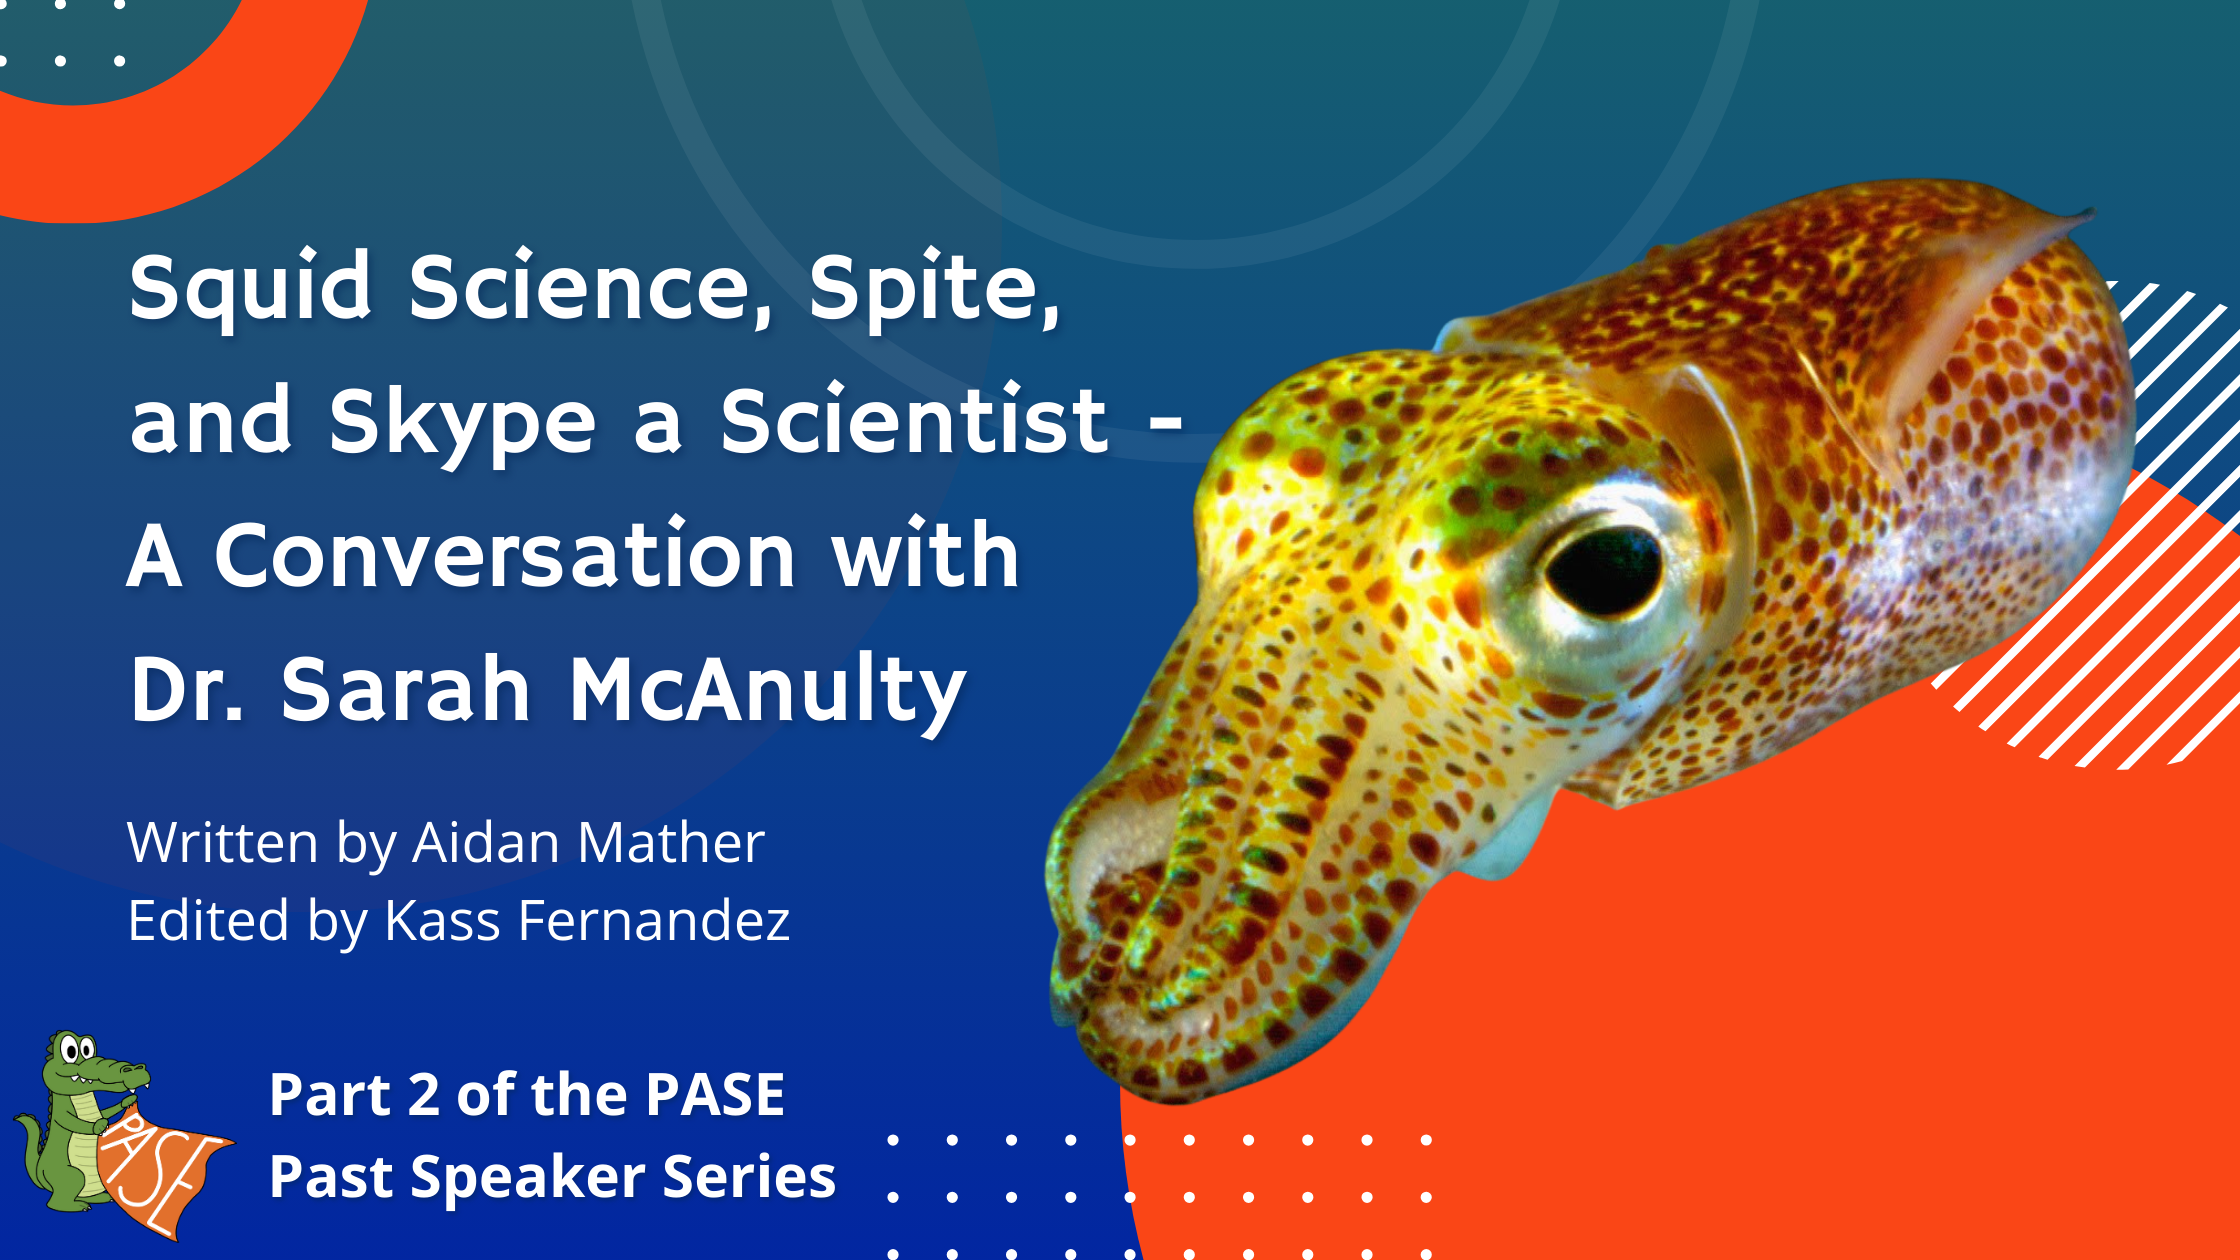 Squid Science, Spite,
and Skype a Scientist -
A Conversation with
Dr. Sarah McAnulty
Written by Aidan Mather
Edited by Kass Fernandez
Part 2 of the PASE
Past Speaker Series
PASE